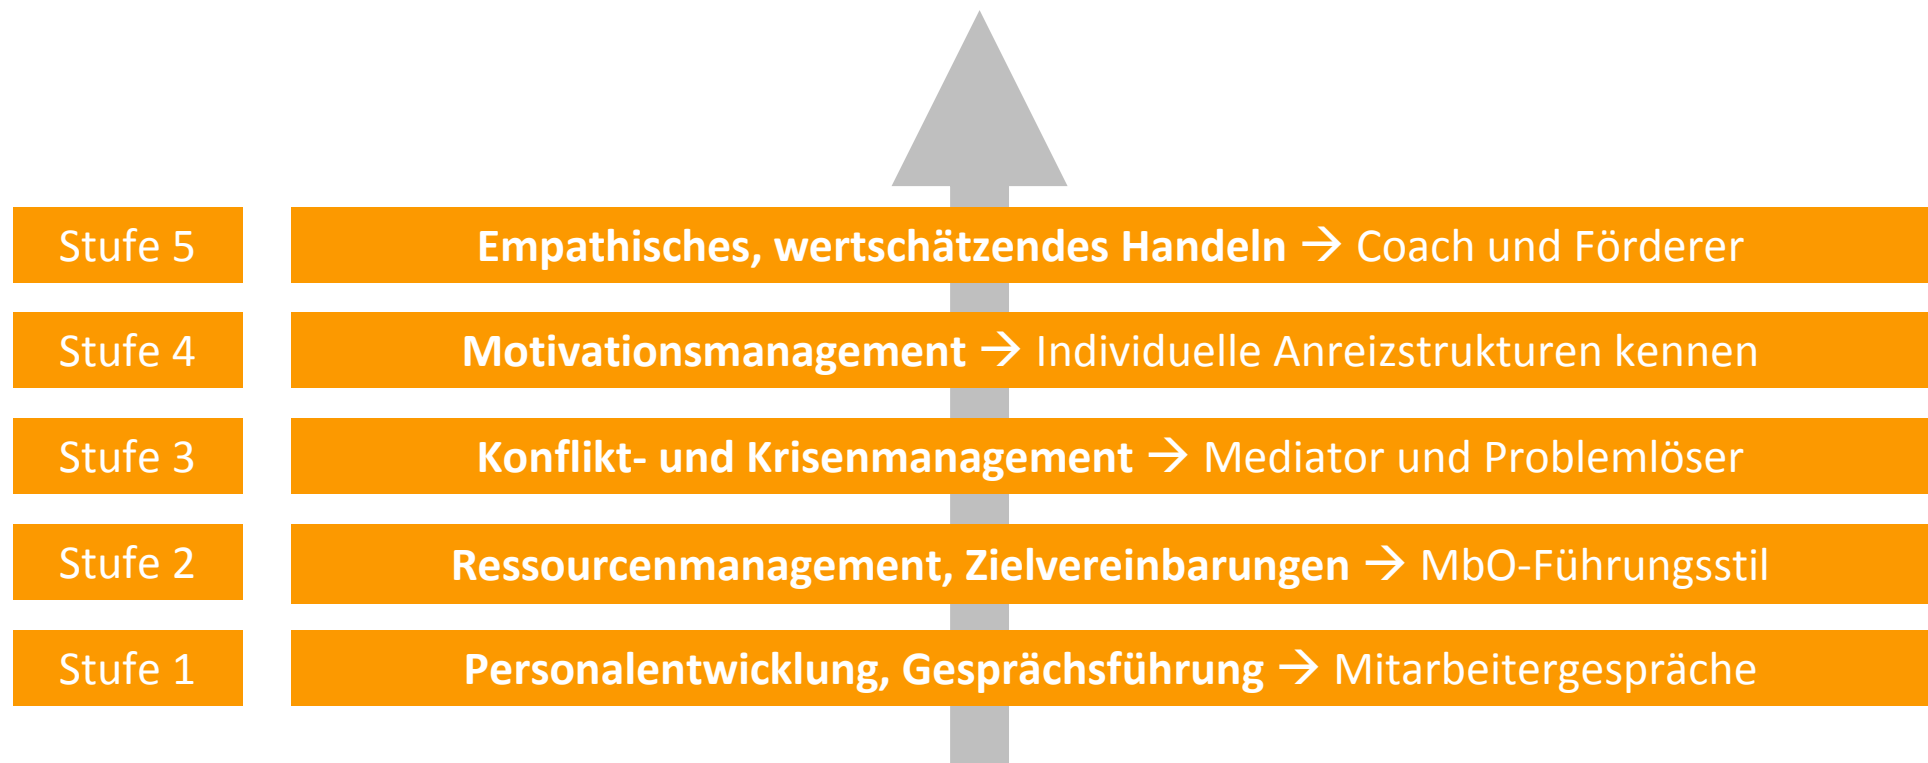 Stufe 5
Empathisches, wertschätzendes Handeln → Coach und Förderer
Stufe 4
Motivationsmanagement → Individuelle Anreizstrukturen kennen
Stufe 3
Konflikt- und Krisenmanagement → Mediator und Problemlöser
Stufe 2
Ressourcenmanagement, Zielvereinbarungen → MbO-Führungsstil
Stufe 1
Personalentwicklung, Gesprächsführung → Mitarbeitergespräche